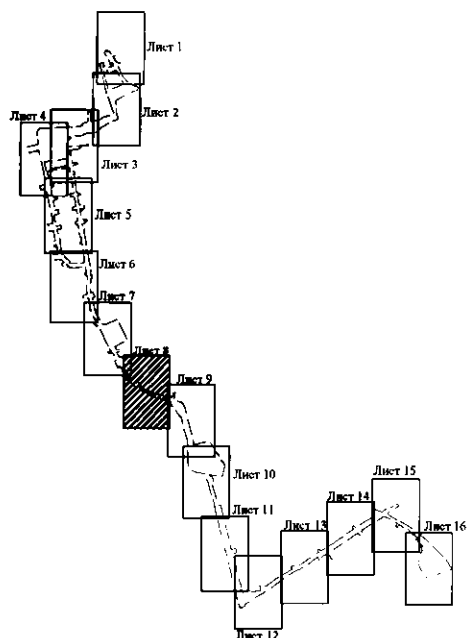 Лист 1
Лист 2
Лист 4
Лист 3
Лист 5
Лист 6
Лист 7
Лист 8
Лист 9
Лист 10
Лист 15
Лист 14
Лист 11
Лист 13
Лист 16
Лист 12